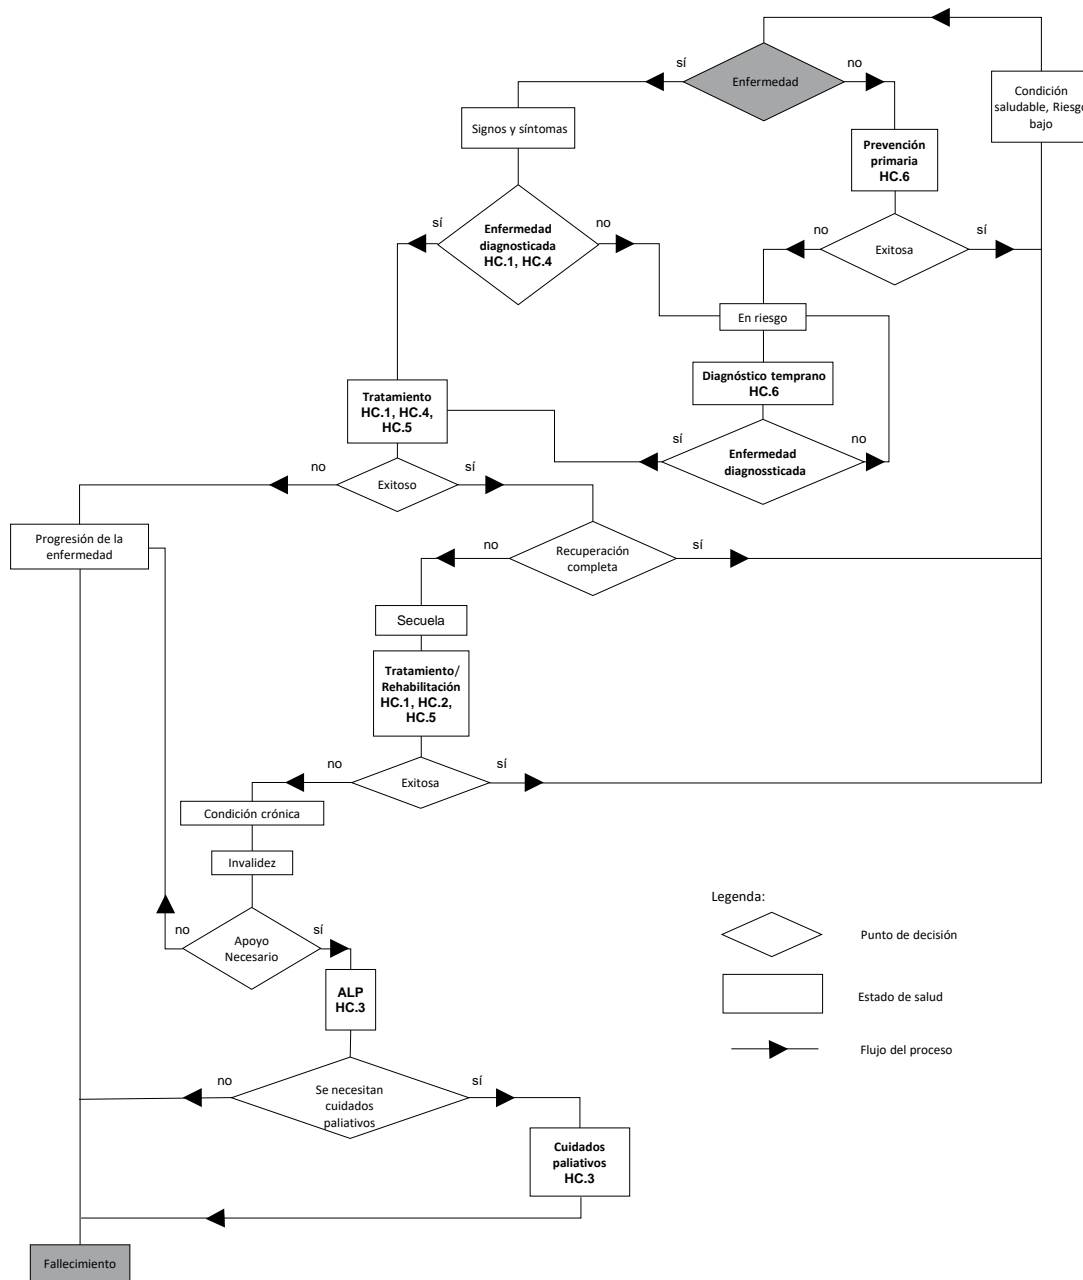 sí
Enfermedad
no
Condición
saludable, Riesgo
bajo
Signos y síntomas
Prevención
primaria
HC.6
sí
Enfermedad
diagnosticada
HC.1, HC.4
no
no
Exitosa
sí
En riesgo
Diagnóstico temprano
HC.6
Tratamiento
HC.1, HC.4,
HC.5
sí
Enfermedad
diagnossticada
no
no
Exitoso
sí
Progresión de la
enfermedad
no
Recuperación
completa
sí
Secuela
Tratamiento/
Rehabilitación
HC.1, HC.2,
HC.5
no
Exitosa
sí
Condición crónica
Invalidez
no
Apoyo
Necesario
sí
Legenda:
Punto de decisión
ALP
HC.3
Estado de salud
Flujo del proceso
no
Se necesitan
cuidados
paliativos
sí
Cuidados
paliativos
HC.3
Fallecimiento